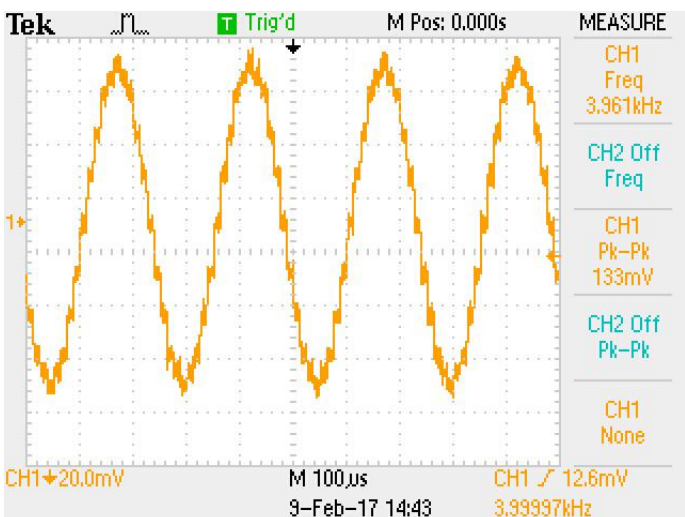 Tek T Trig'd M Pos: 0.000s MEASURE
CH1
Freq
3.961kHz
CH2 Off
Freq
1
CH1
Pk-Pk
133mV
CH2 Off
Pk-Pk
CH1
None
CH1 20.0mV M 100µs CH1 12.6mV
9-Feb-17 14:43 3.99997kHz